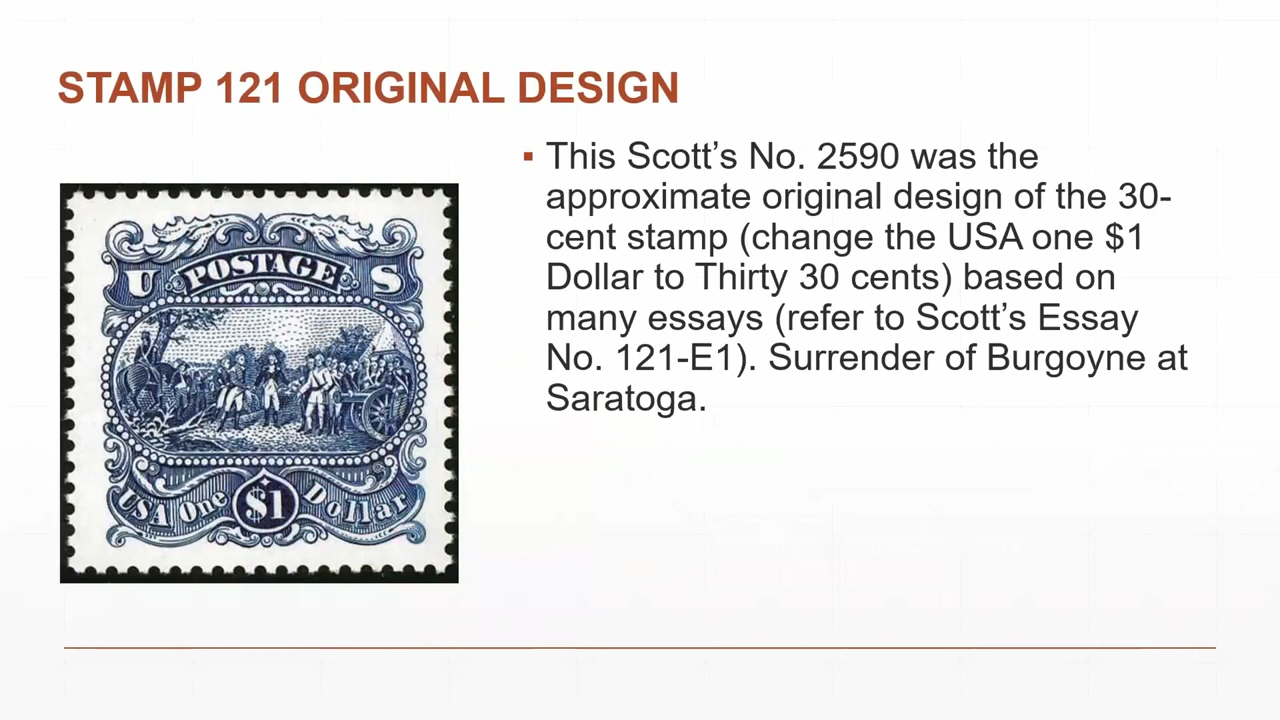 STAMP 121 ORIGINAL DESIGN
▪ This Scott’s No. 2590 was the
approximate original design of the 30-
cent stamp (change the USA one $1
Dollar to Thirty 30 cents) based on
many essays (refer to Scott’s Essay
No. 121-E1). Surrender of Burgoyne at
Saratoga.
U POSTAGE S
USA One $1 Dollar